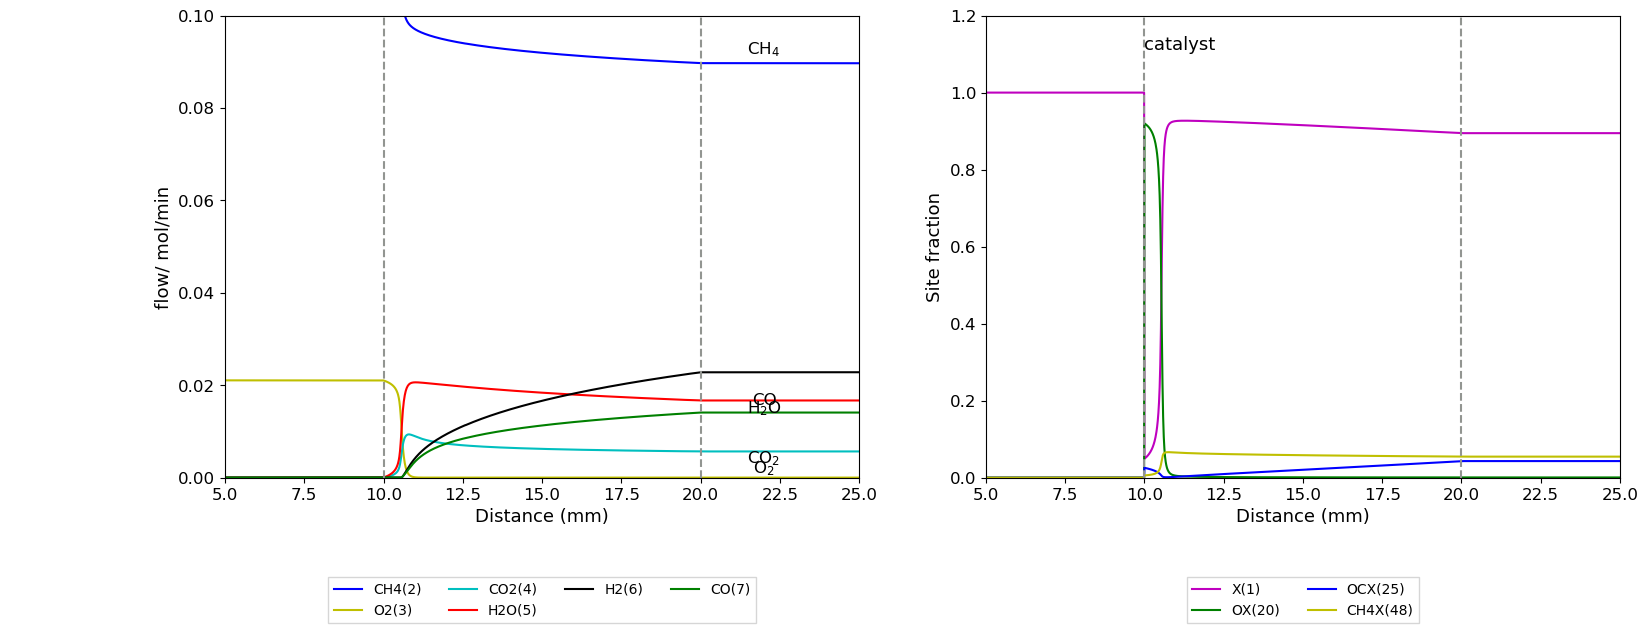 0.10
0.08
0.06
0.04
0.02
0.00
flow/ mol/min
CH₄
CO
H₂O
CO₂
O₂
5.0 7.5 10.0 12.5 15.0 17.5 20.0 22.5 25.0
Distance (mm)
CH4(2) CO2(4) H2(6) CO(7)
O2(3) H2O(5)
1.2
1.0
0.8
0.6
0.4
0.2
0.0
Site fraction
catalyst
5.0 7.5 10.0 12.5 15.0 17.5 20.0 22.5 25.0
Distance (mm)
X(1) OCX(25)
OX(20) CH4X(48)